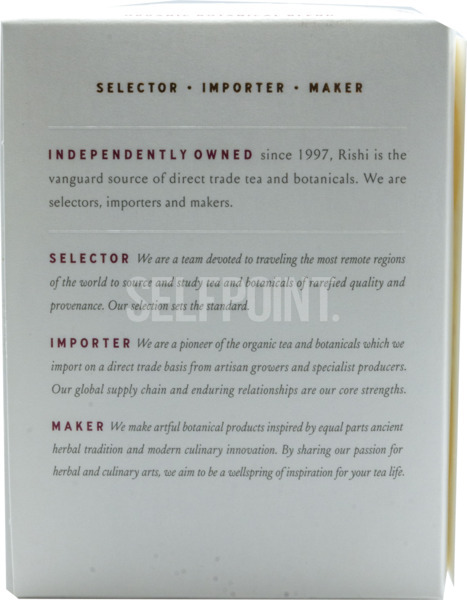 SELECTOR • IMPORTER • MAKER
INDEPENDENTLY OWNED since 1997, Rishi is the
vanguard source of direct trade tea and botanicals. We are
selectors, importers and makers.
SELECTOR We are a team devoted to traveling the most remote regions
of the world to source and study tea and botanicals of rarefied quality and
provenance. Our selection sets the standard.
SELFPOINT.
IMPORTER We are a pioneer of the organic tea and botanicals which we
import on a direct trade basis from artisan growers and specialist producers.
Our global supply chain and enduring relationships are our core strengths.
MAKER We make artful botanical products inspired by equal parts ancient
herbal tradition and modern culinary innovation. By sharing our passion for
herbal and culinary arts, we aim to be a wellspring of inspiration for your tea life.